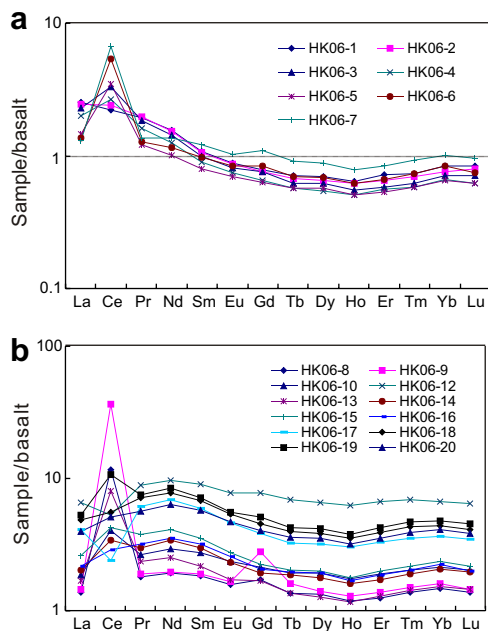 a
10
1
0.1
Sample/basalt
HK06-1 HK06-2
HK06-3 HK06-4
HK06-5 HK06-6
HK06-7
La Ce Pr Nd Sm Eu Gd Tb Dy Ho Er Tm Yb Lu
b
100
10
1
Sample/basalt
HK06-8 HK06-9
HK06-10 HK06-12
HK06-13 HK06-14
HK06-15 HK06-16
HK06-17 HK06-18
HK06-19 HK06-20
La Ce Pr Nd Sm Eu Gd Tb Dy Ho Er Tm Yb Lu